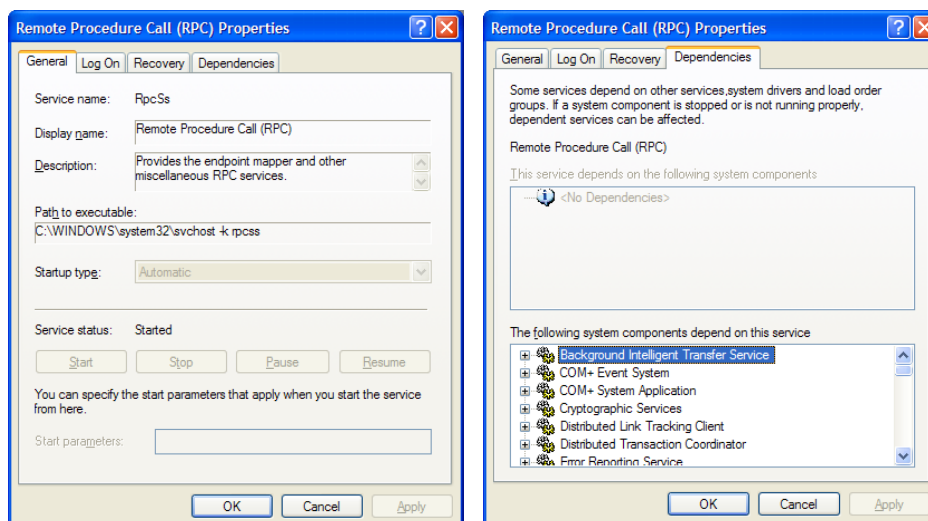 Remote Procedure Call (RPC) Properties
General Log On Recovery Dependencies
Service name: RpcSs
Display name: Remote Procedure Call (RPC)
Description: Provides the endpoint mapper and other
miscellaneous RPC services.
Path to executable:
C:\WINDOWS\system32\svchost -k rpcss
Startup type: Automatic
Service status: Started
Start Stop Pause Resume
You can specify the start parameters that apply when you start the service
from here.
Start parameters:
OK Cancel Apply
Remote Procedure Call (RPC) Properties
General Log On Recovery Dependencies
Some services depend on other services,system drivers and load order
groups. If a system component is stopped or is not running properly,
dependent services can be affected.
Remote Procedure Call (RPC)
This service depends on the following system components
<No Dependencies>
The following system components depend on this service
Background Intelligent Transfer Service
COM+ Event System
COM+ System Application
Cryptographic Services
Distributed Link Tracking Client
Distributed Transaction Coordinator
Error Reporting Service
OK Cancel Apply